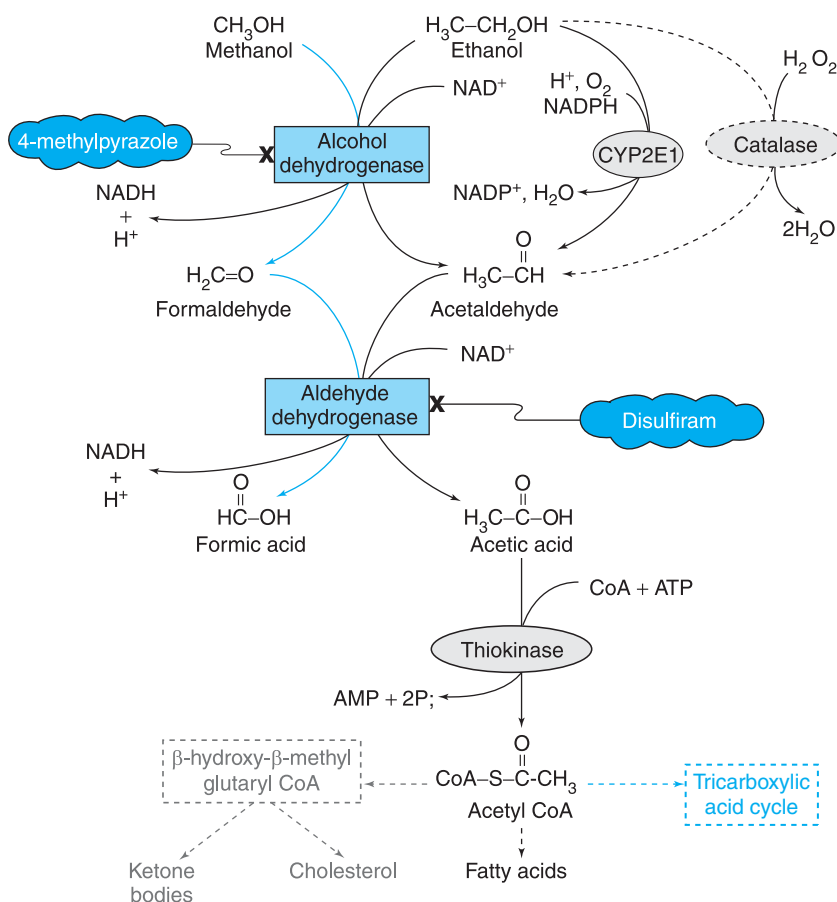 CH₃OH
Methanol
H₃C–CH₂OH
Ethanol
H₂O₂
NAD⁺
H⁺, O₂
NADPH
4-methylpyrazole
X
Alcohol
dehydrogenase
CYP2E1
Catalase
NADH
+
H⁺
NADP⁺, H₂O
2H₂O
H₂C=O
Formaldehyde
O
H₃C–CH
Acetaldehyde
NAD⁺
Aldehyde
dehydrogenase
X
Disulfiram
NADH
+
H⁺
O
HC–OH
Formic acid
O
H₃C–C–OH
Acetic acid
CoA + ATP
Thiokinase
AMP + 2P;
β-hydroxy-β-methyl
glutaryl CoA
O
CoA–S–C–CH₃
Acetyl CoA
Tricarboxylic
acid cycle
Ketone
bodies
Cholesterol
Fatty acids